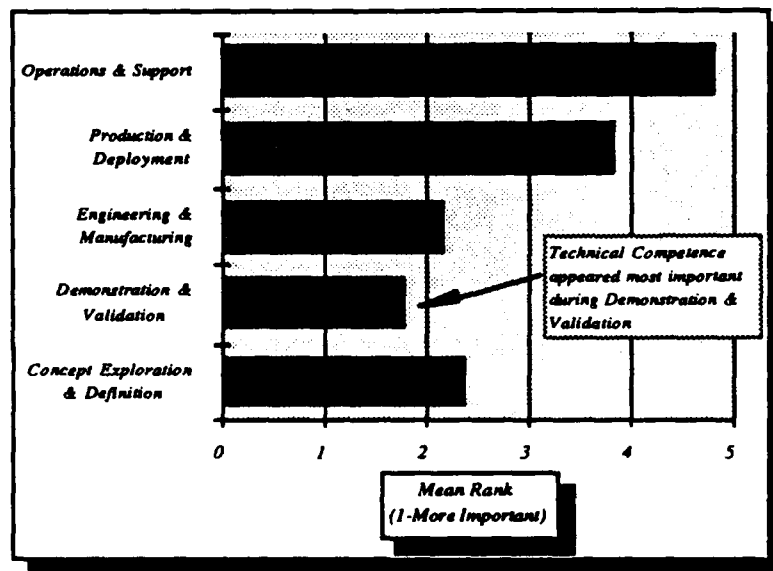 Operations & Support
Production &
Deployment
Engineering &
Manufacturing
Demonstration &
Validation
Concept Exploration
& Definition
Technical Competence
appeared most important
during Demonstration &
Validation
0 1 2 3 4 5
Mean Rank
(1-More Important)